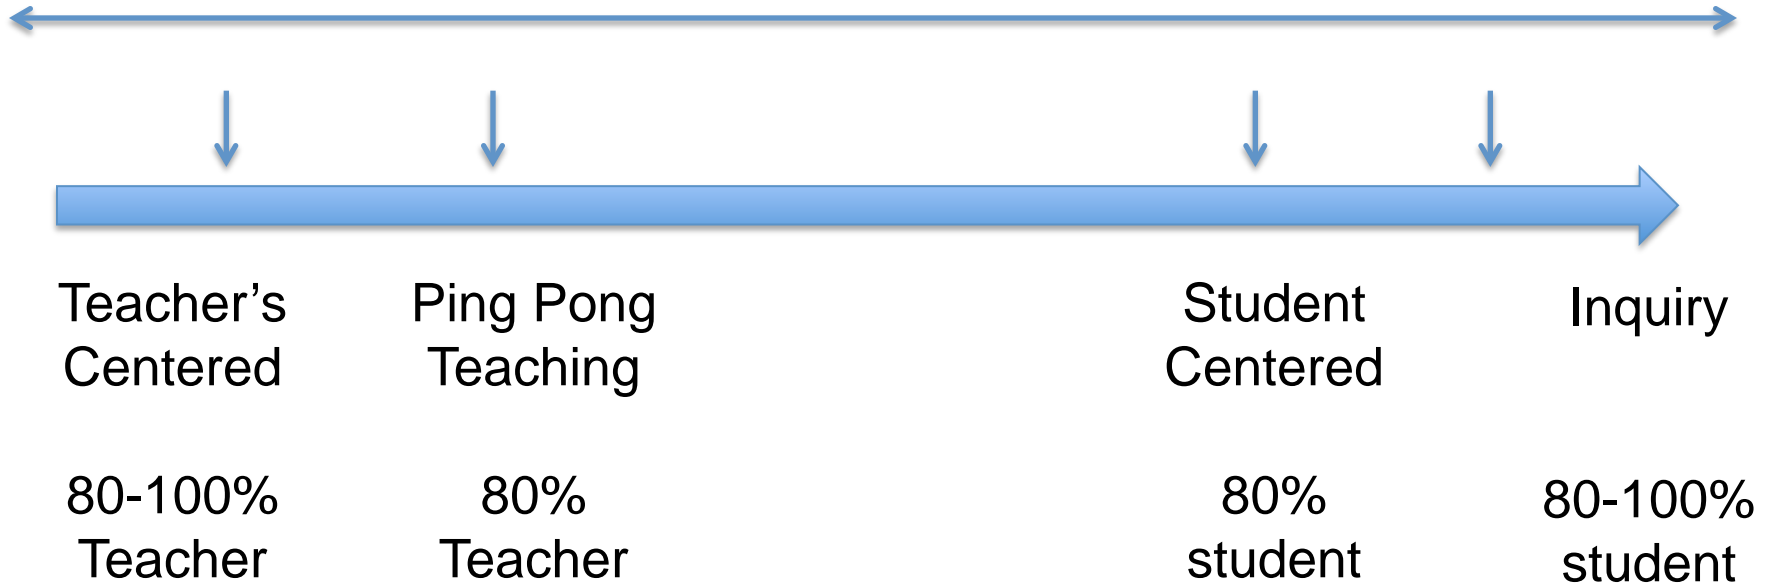 Teacher’s
Centered
Ping Pong
Teaching
Student
Centered
Inquiry
80-100%
Teacher
80%
Teacher
80%
student
80-100%
student